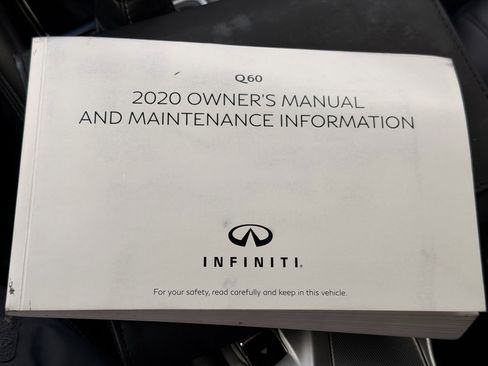 Q60
2020 OWNER'S MANUAL
AND MAINTENANCE INFORMATION
INFINITI®
For your safety, read carefully and keep in this vehicle.